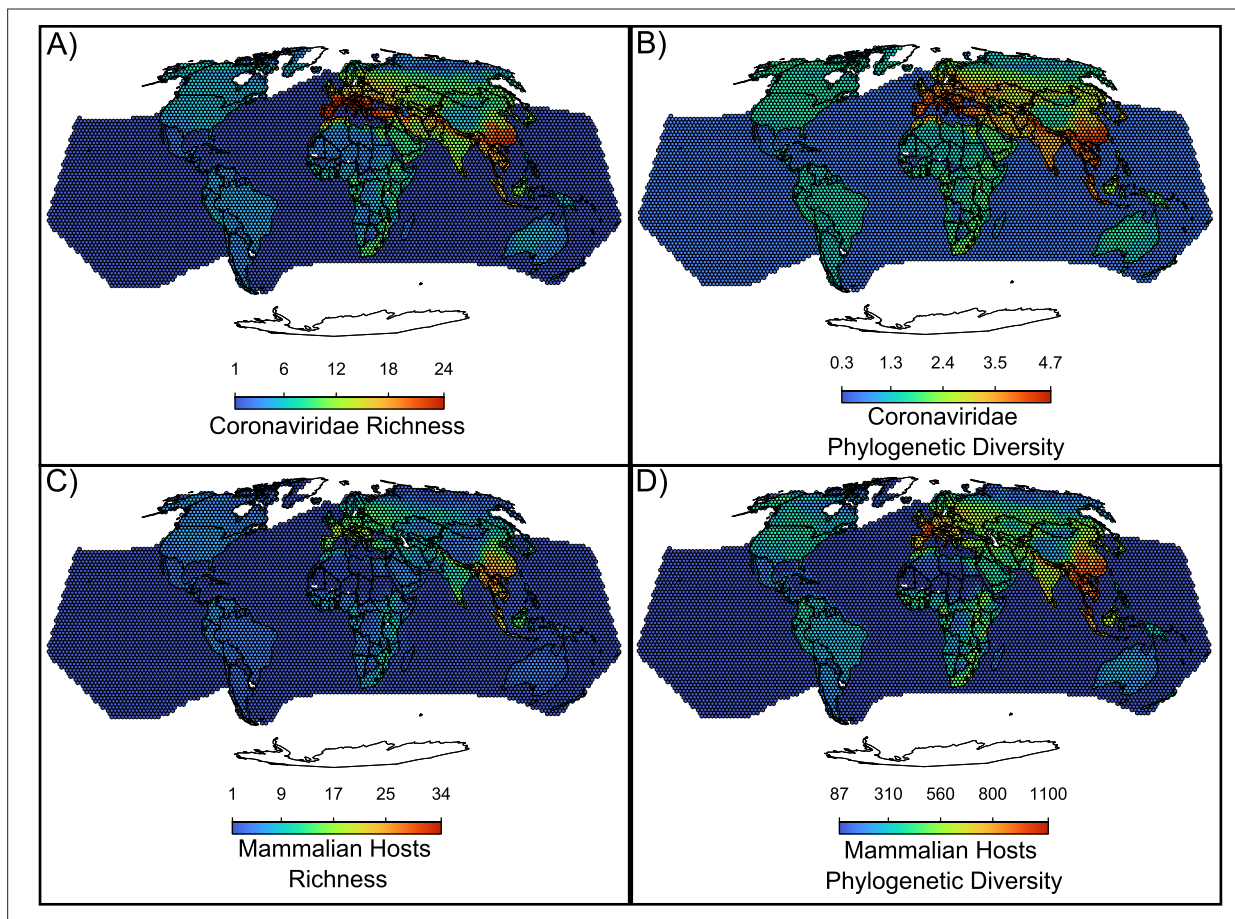 A)
1 6 12 18 24
Coronaviridae Richness
B)
0.3 1.3 2.4 3.5 4.7
Coronaviridae
Phylogenetic Diversity
C)
1 9 17 25 34
Mammalian Hosts
Richness
D)
87 310 560 800 1100
Mammalian Hosts
Phylogenetic Diversity